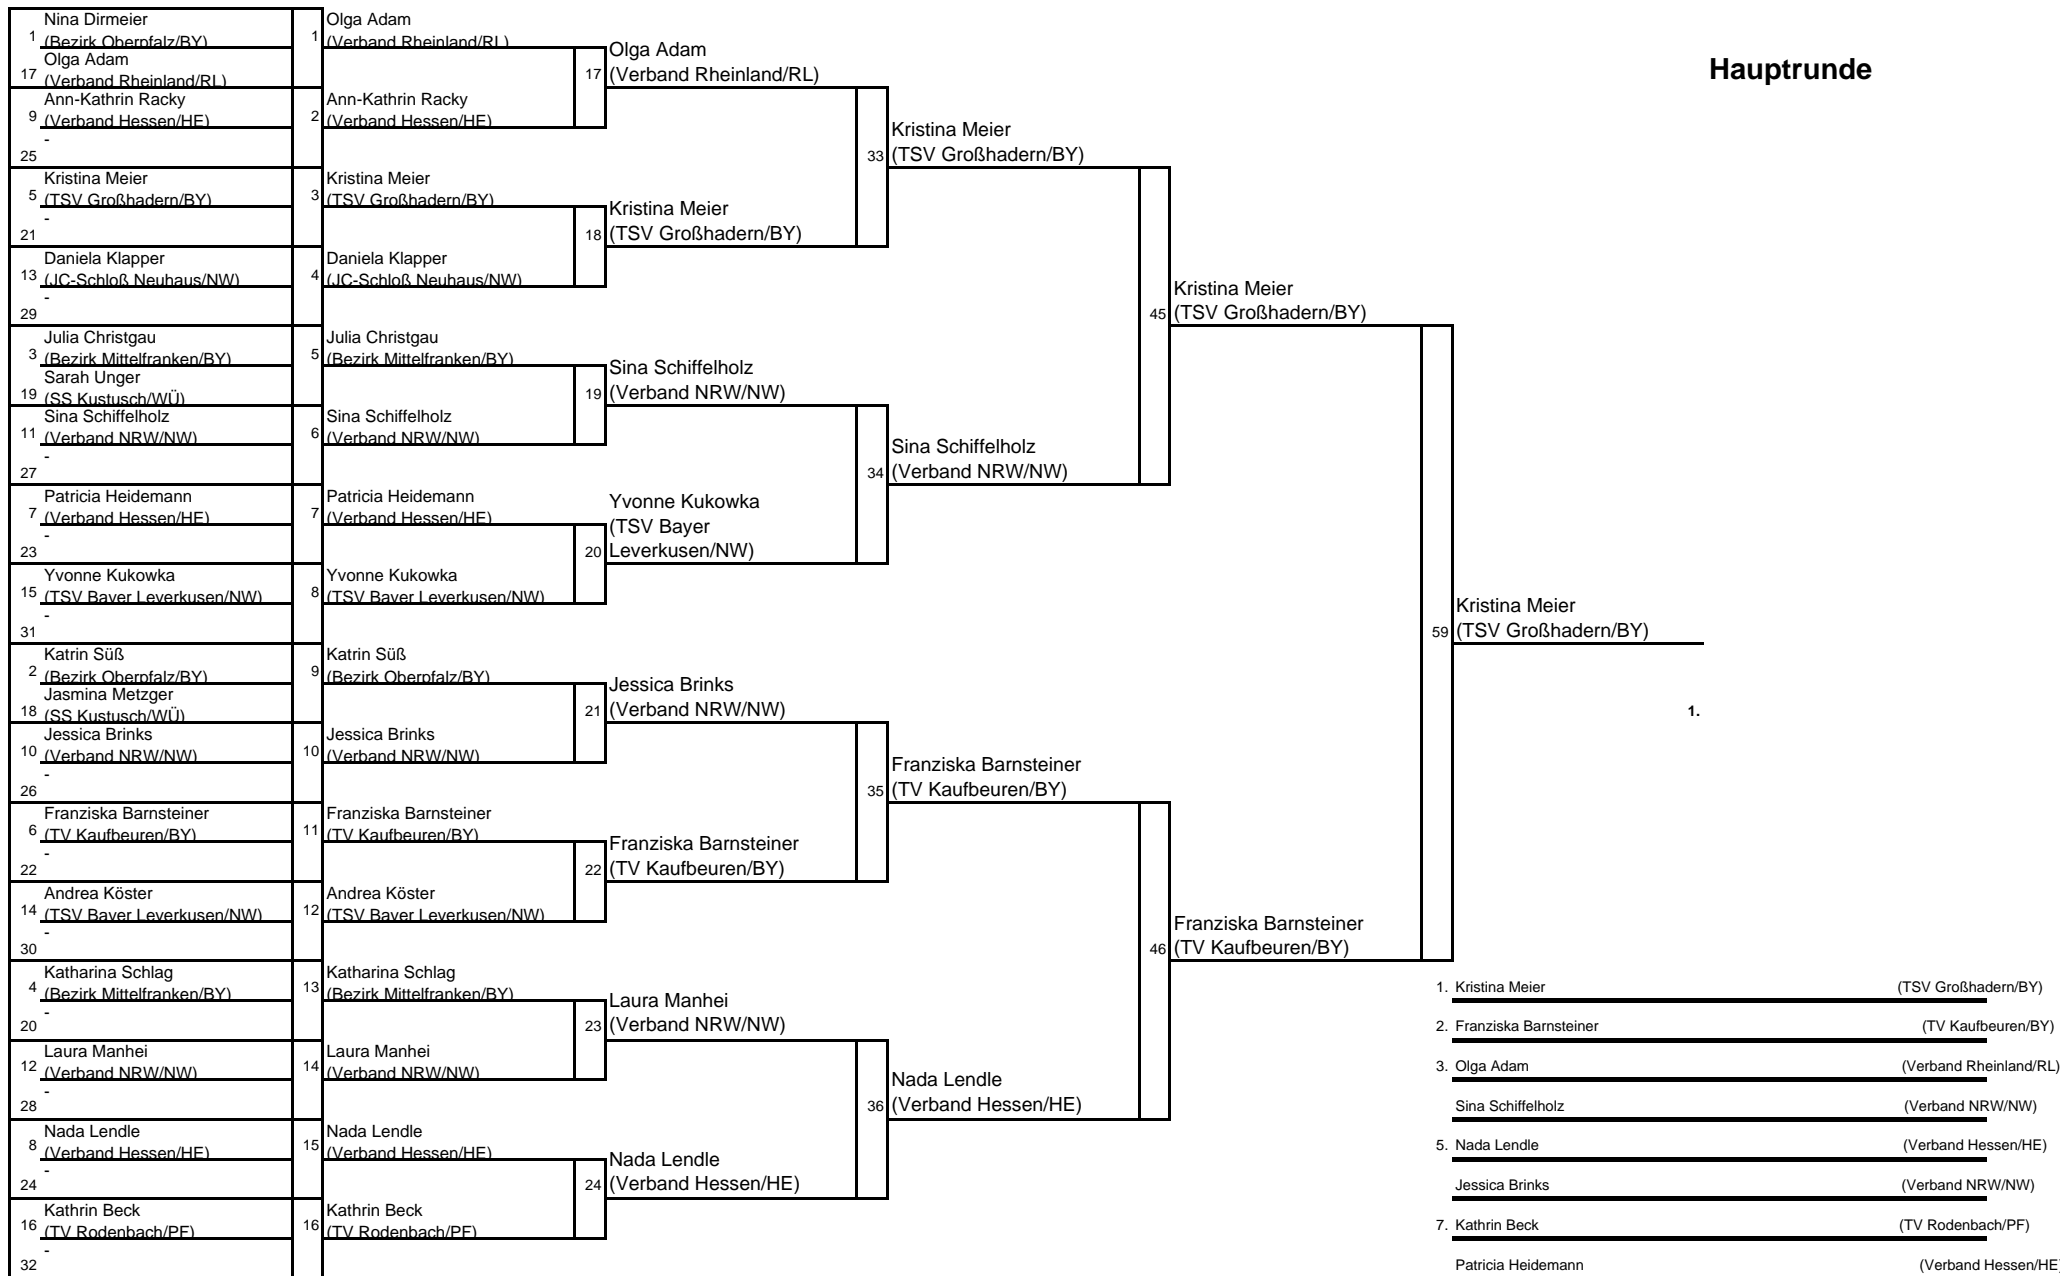 Hauptrunde
1 Nina Dirmeier
(Bezirk Oberpfalz/BY)
17 Olga Adam
(Verband Rheinland/RL)
9 Ann-Kathrin Racky
(Verband Hessen/HE)
25 -
5 Kristina Meier
(TSV Großhadern/BY)
21 -
13 Daniela Klapper
(JC-Schloß Neuhaus/NW)
29 -
3 Julia Christgau
(Bezirk Mittelfranken/BY)
19 Sarah Unger
(SS Kustusch/WÜ)
11 Sina Schiffelholz
(Verband NRW/NW)
27 -
7 Patricia Heidemann
(Verband Hessen/HE)
23 -
15 Yvonne Kukowka
(TSV Bayer Leverkusen/NW)
31 -
2 Katrin Süß
(Bezirk Oberpfalz/BY)
18 Jasmina Metzger
(SS Kustusch/WÜ)
10 Jessica Brinks
(Verband NRW/NW)
26 -
6 Franziska Barnsteiner
(TV Kaufbeuren/BY)
22 -
14 Andrea Köster
(TSV Bayer Leverkusen/NW)
30 -
4 Katharina Schlag
(Bezirk Mittelfranken/BY)
20 -
12 Laura Manhei
(Verband NRW/NW)
28 -
8 Nada Lendle
(Verband Hessen/HE)
24 -
16 Kathrin Beck
(TV Rodenbach/PF)
32 -
1 Olga Adam
(Verband Rheinland/RL)
2 Ann-Kathrin Racky
(Verband Hessen/HE)
3 Kristina Meier
(TSV Großhadern/BY)
4 Daniela Klapper
(JC-Schloß Neuhaus/NW)
5 Julia Christgau
(Bezirk Mittelfranken/BY)
6 Sina Schiffelholz
(Verband NRW/NW)
7 Patricia Heidemann
(Verband Hessen/HE)
8 Yvonne Kukowka
(TSV Bayer Leverkusen/NW)
9 Katrin Süß
(Bezirk Oberpfalz/BY)
10 Jessica Brinks
(Verband NRW/NW)
11 Franziska Barnsteiner
(TV Kaufbeuren/BY)
12 Andrea Köster
(TSV Bayer Leverkusen/NW)
13 Katharina Schlag
(Bezirk Mittelfranken/BY)
14 Laura Manhei
(Verband NRW/NW)
15 Nada Lendle
(Verband Hessen/HE)
16 Kathrin Beck
(TV Rodenbach/PF)
Olga Adam
17 (Verband Rheinland/RL)
Kristina Meier
18 (TSV Großhadern/BY)
Sina Schiffelholz
19 (Verband NRW/NW)
Yvonne Kukowka
(TSV Bayer
20 Leverkusen/NW)
Jessica Brinks
21 (Verband NRW/NW)
Franziska Barnsteiner
22 (TV Kaufbeuren/BY)
Laura Manhei
23 (Verband NRW/NW)
Nada Lendle
24 (Verband Hessen/HE)
Kristina Meier
33 (TSV Großhadern/BY)
Sina Schiffelholz
34 (Verband NRW/NW)
Franziska Barnsteiner
35 (TV Kaufbeuren/BY)
Nada Lendle
36 (Verband Hessen/HE)
Kristina Meier
45 (TSV Großhadern/BY)
Franziska Barnsteiner
46 (TV Kaufbeuren/BY)
Kristina Meier
59 (TSV Großhadern/BY)
1.
1. Kristina Meier (TSV Großhadern/BY)
2. Franziska Barnsteiner (TV Kaufbeuren/BY)
3. Olga Adam (Verband Rheinland/RL)
Sina Schiffelholz (Verband NRW/NW)
5. Nada Lendle (Verband Hessen/HE)
Jessica Brinks (Verband NRW/NW)
7. Kathrin Beck (TV Rodenbach/PF)
Patricia Heidemann (Verband Hessen/HE